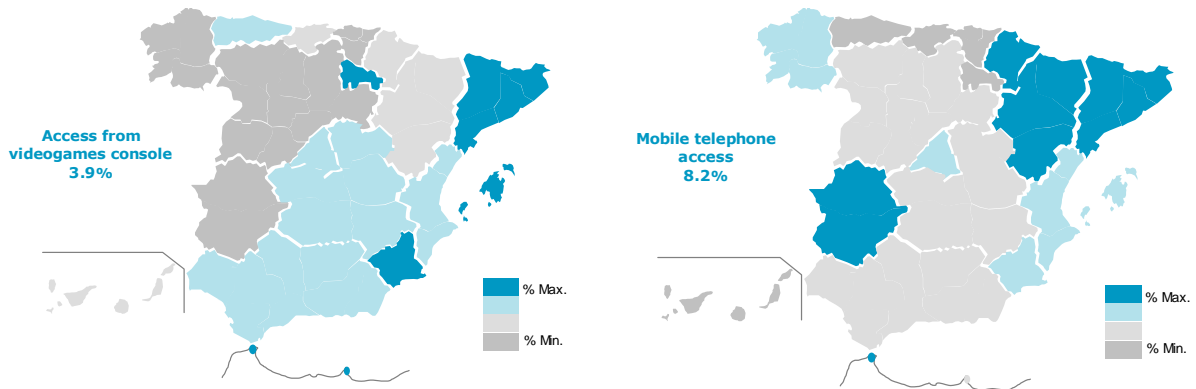 Access from
videogames console
3.9%
% Max.
% Min.
Mobile telephone
access
8.2%
% Max.
% Min.